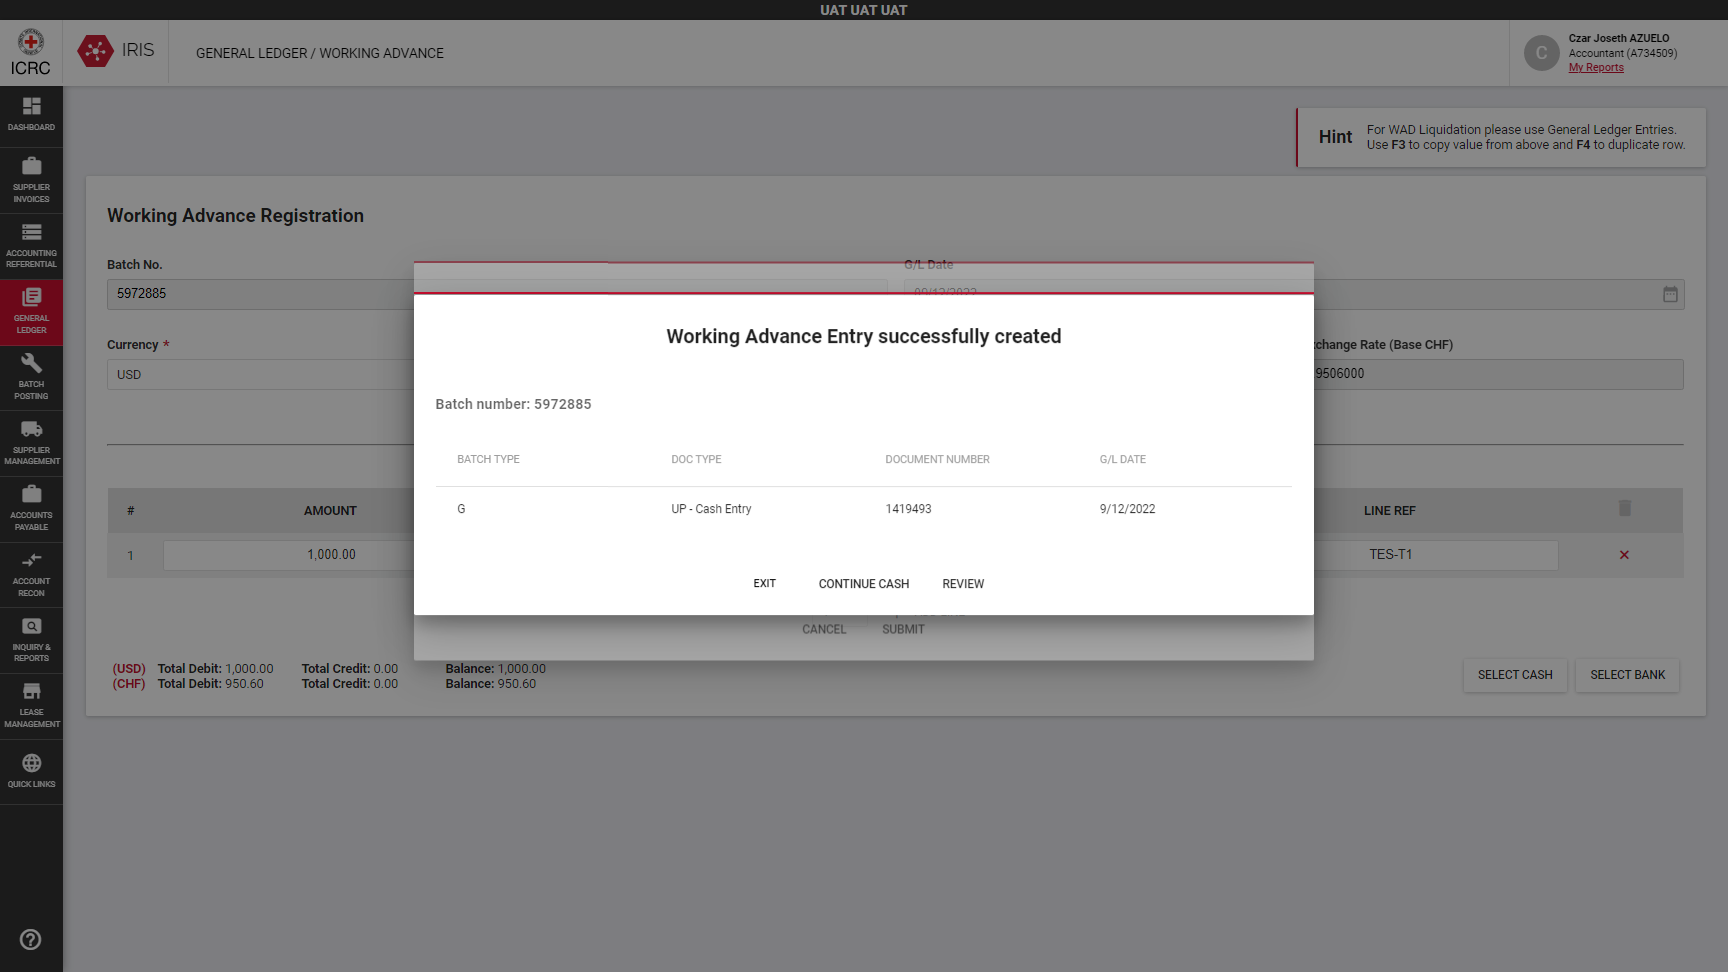 UAT UAT UAT
ICRC
IRIS
GENERAL LEDGER / WORKING ADVANCE
C
Czar Joseth AZUELO
Accountant (A734509)
My Reports
DASHBOARD
SUPPLIER
INVOICES
ACCOUNTING
REFERENTIAL
GENERAL
LEDGER
BATCH
POSTING
SUPPLIER
MANAGEMENT
ACCOUNTS
PAYABLE
ACCOUNT
RECON
INQUIRY &
REPORTS
LEASE
MANAGEMENT
QUICK LINKS
Hint
For WAD Liquidation please use General Ledger Entries.
Use F3 to copy value from above and F4 to duplicate row.
Working Advance Registration
Batch No.
G/L Date
5972885
Currency *
change Rate (Base CHF)
USD
9506000
Working Advance Entry successfully created
Batch number: 5972885
BATCH TYPE DOC TYPE DOCUMENT NUMBER G/L DATE
G UP - Cash Entry 1419493 9/12/2022
EXIT CONTINUE CASH REVIEW
CANCEL SUBMIT
# AMOUNT LINE REF
1 1,000.00 TES-T1 ×
(USD) Total Debit: 1,000.00 Total Credit: 0.00 Balance: 1,000.00
(CHF) Total Debit: 950.60 Total Credit: 0.00 Balance: 950.60
SELECT CASH SELECT BANK